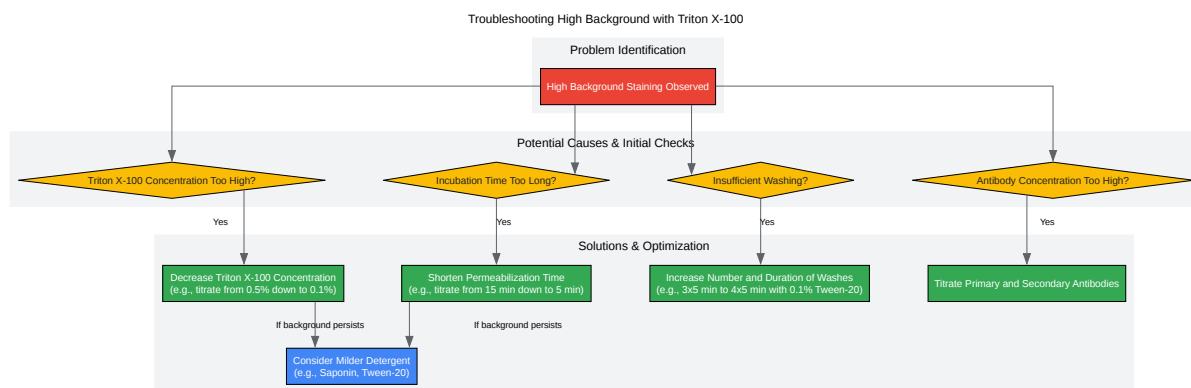 Troubleshooting High Background with Triton X-100
Problem Identification
High Background Staining Observed
Potential Causes & Initial Checks
Triton X-100 Concentration Too High?
Incubation Time Too Long?
Insufficient Washing?
Antibody Concentration Too High?
Yes
Yes
Yes
Yes
Solutions & Optimization
Decrease Triton X-100 Concentration
(e.g., titrate from 0.5% down to 0.1%)
Shorten Permeabilization Time
(e.g., titrate from 15 min down to 5 min)
Increase Number and Duration of Washes
(e.g., 3x5 min to 4x5 min with 0.1% Tween-20)
Titrate Primary and Secondary Antibodies
If background persists
If background persists
Consider Milder Detergent
(e.g., Saponin, Tween-20)